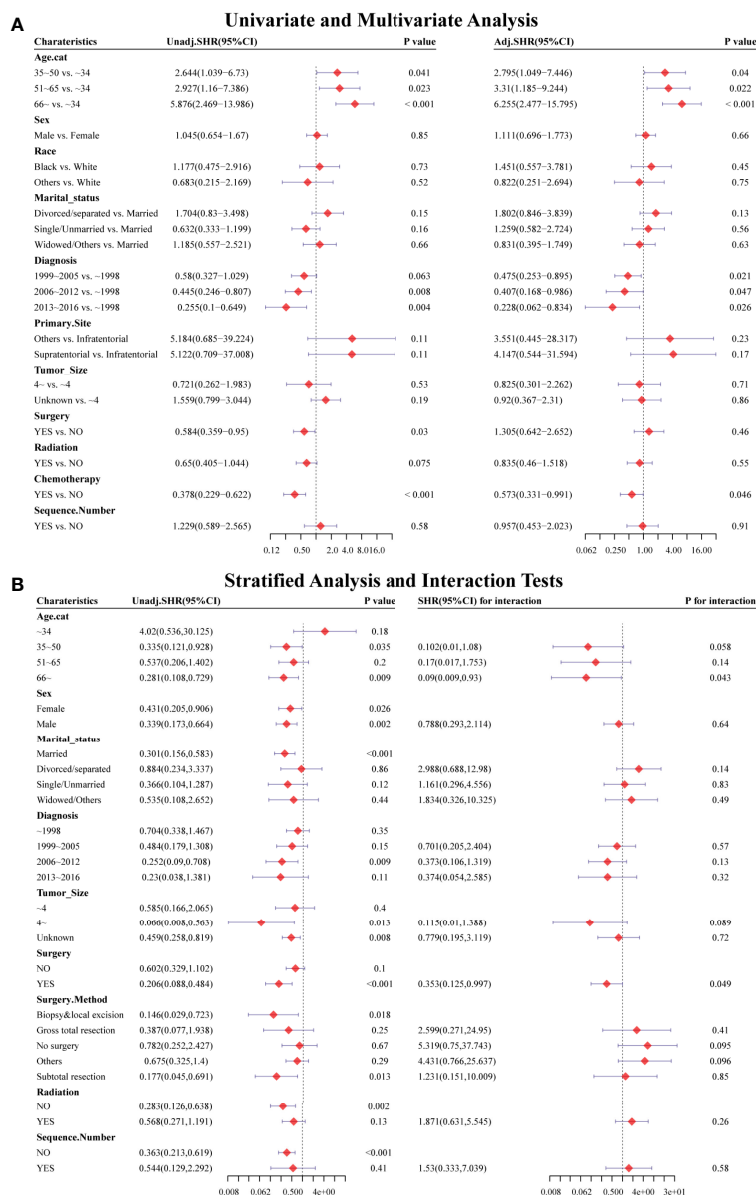 A
Univariate and Multivariate Analysis
Charateristics Unadj.SHR(95%CI) P value Adj.SHR(95%CI) P value
Age.cat
35~50 vs. ~34 2.644(1.039−6.73) 0.041 2.795(1.049−7.446) 0.04
51~65 vs. ~34 2.927(1.16−7.386) 0.023 3.31(1.185−9.244) 0.022
66~ vs. ~34 5.876(2.469−13.986) < 0.001 6.255(2.477−15.795) < 0.001
Sex
Male vs. Female 1.045(0.654−1.67) 0.85 1.111(0.696−1.773) 0.66
Race
Black vs. White 1.177(0.475−2.916) 0.73 1.451(0.557−3.781) 0.45
Others vs. White 0.683(0.215−2.169) 0.52 0.822(0.251−2.694) 0.75
Marital_status
Divorced/separated vs. Married 1.704(0.83−3.498) 0.15 1.802(0.846−3.839) 0.13
Single/Unmarried vs. Married 0.632(0.333−1.199) 0.16 1.259(0.582−2.724) 0.56
Widowed/Others vs. Married 1.185(0.557−2.521) 0.66 0.831(0.395−1.749) 0.63
Diagnosis
1999~2005 vs. ~1998 0.58(0.327−1.029) 0.063 0.475(0.253−0.895) 0.021
2006~2012 vs. ~1998 0.445(0.246−0.807) 0.008 0.407(0.168−0.986) 0.047
2013~2016 vs. ~1998 0.255(0.1−0.649) 0.004 0.228(0.062−0.834) 0.026
Primary.Site
Others vs. Infratentorial 5.184(0.685−39.224) 0.11 3.551(0.445−28.317) 0.23
Supratentorial vs. Infratentorial 5.122(0.709−37.008) 0.11 4.147(0.544−31.594) 0.17
Tumor_Size
4~ vs. ~4 0.721(0.262−1.983) 0.53 0.825(0.301−2.262) 0.71
Unknown vs. ~4 1.559(0.799−3.044) 0.19 0.92(0.367−2.31) 0.86
Surgery
YES vs. NO 0.584(0.359−0.95) 0.03 1.305(0.642−2.652) 0.46
Radiation
YES vs. NO 0.65(0.405−1.044) 0.075 0.835(0.46−1.518) 0.55
Chemotherapy
YES vs. NO 0.378(0.229−0.622) < 0.001 0.573(0.331−0.991) 0.046
Sequence.Number
YES vs. NO 1.229(0.589−2.565) 0.58 0.957(0.453−2.023) 0.91
0.12 0.50 2.0 4.0 8.016.0 0.062 0.250 1.00 4.00 16.00
B
Stratified Analysis and Interaction Tests
Charateristics Unadj.SHR(95%CI) P value SHR(95%CI) for interaction P for interaction
Age.cat
~34 4.02(0.536,30.125) 0.18
35~50 0.335(0.121,0.928) 0.035 0.102(0.01,1.08) 0.058
51~65 0.537(0.206,1.402) 0.2 0.17(0.017,1.753) 0.14
66~ 0.281(0.108,0.729) 0.009 0.09(0.009,0.93) 0.043
Sex
Female 0.431(0.205,0.906) 0.026
Male 0.339(0.173,0.664) 0.002 0.788(0.293,2.114) 0.64
Marital_status
Married 0.301(0.156,0.583) <0.001
Divorced/separated 0.884(0.234,3.337) 0.86 2.988(0.688,12.98) 0.14
Single/Unmarried 0.366(0.104,1.287) 0.12 1.161(0.296,4.556) 0.83
Widowed/Others 0.535(0.108,2.652) 0.44 1.834(0.326,10.325) 0.49
Diagnosis
~1998 0.704(0.338,1.467) 0.35
1999~2005 0.484(0.179,1.308) 0.15 0.701(0.205,2.404) 0.57
2006~2012 0.252(0.09,0.708) 0.009 0.373(0.106,1.319) 0.13
2013~2016 0.23(0.038,1.381) 0.11 0.374(0.054,2.585) 0.32
Tumor_Size
~4 0.585(0.166,2.065) 0.4
4~ 0.066(0.008,0.563) 0.013 0.115(0.01,1.388) 0.089
Unknown 0.459(0.258,0.819) 0.008 0.779(0.195,3.119) 0.72
Surgery
NO 0.602(0.329,1.102) 0.1
YES 0.206(0.088,0.484) <0.001 0.353(0.125,0.997) 0.049
Surgery.Method
Biopsy&local excision 0.146(0.029,0.723) 0.018
Gross total resection 0.387(0.077,1.938) 0.25 2.599(0.271,24.95) 0.41
No surgery 0.782(0.252,2.427) 0.67 5.319(0.75,37.743) 0.095
Others 0.675(0.325,1.4) 0.29 4.431(0.766,25.637) 0.096
Subtotal resection 0.177(0.045,0.691) 0.013 1.231(0.151,10.009) 0.85
Radiation
NO 0.283(0.126,0.638) 0.002
YES 0.568(0.271,1.191) 0.13 1.871(0.631,5.545) 0.26
Sequence.Number
NO 0.363(0.213,0.619) <0.001
YES 0.544(0.129,2.292) 0.41 1.53(0.333,7.039) 0.58
0.008 0.062 0.500 4e+00 0.008 0.062 0.500 4e+00 3e+01